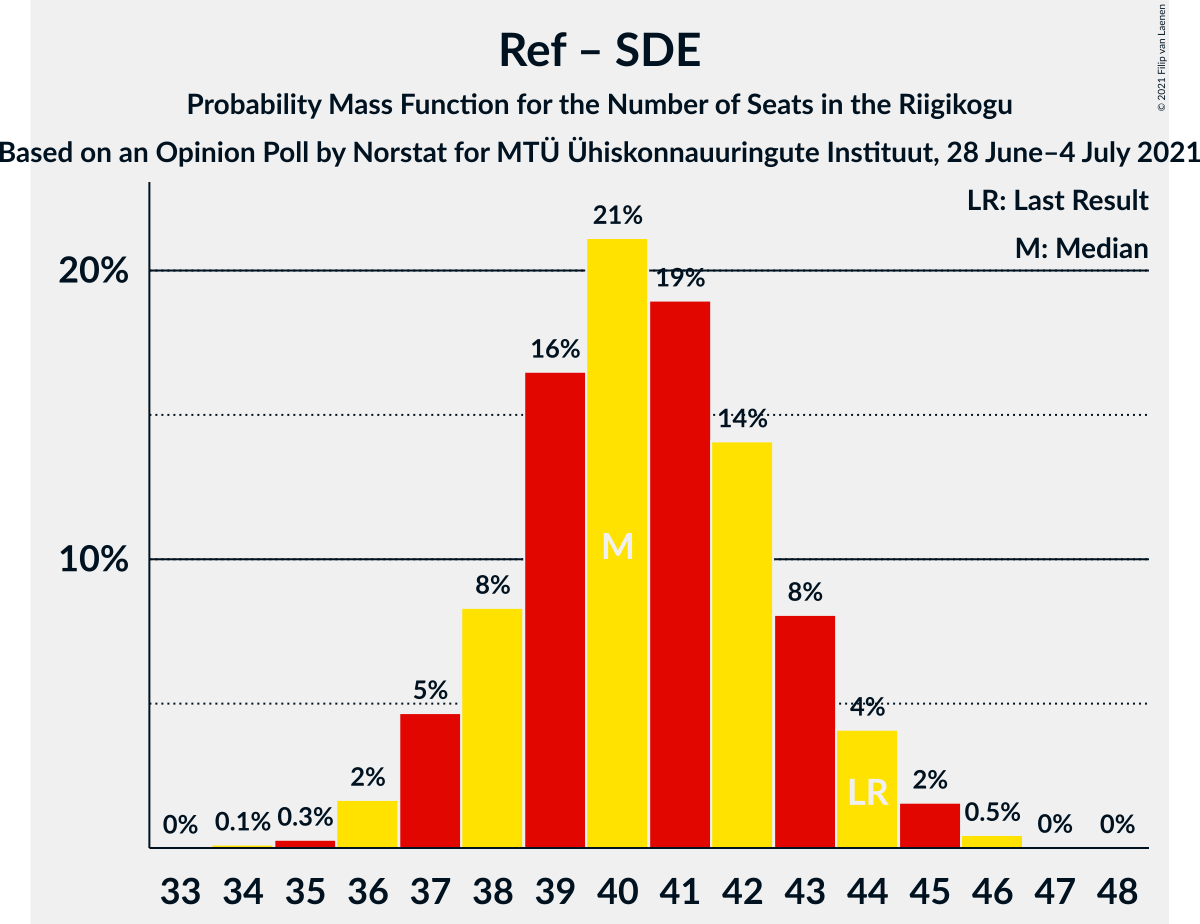 Ref – SDE
Probability Mass Function for the Number of Seats in the Riigikogu
Based on an Opinion Poll by Norstat for MTÜ Ühiskonnauuringute Instituut, 28 June–4 July 2021
© 2021 Filip van Laenen
LR: Last Result
M: Median
20%
10%
0% 0.1% 0.3% 2% 5% 8% 16% 21% 19% 14% 8% 4% 2% 0.5% 0% 0%
M
LR
33 34 35 36 37 38 39 40 41 42 43 44 45 46 47 48